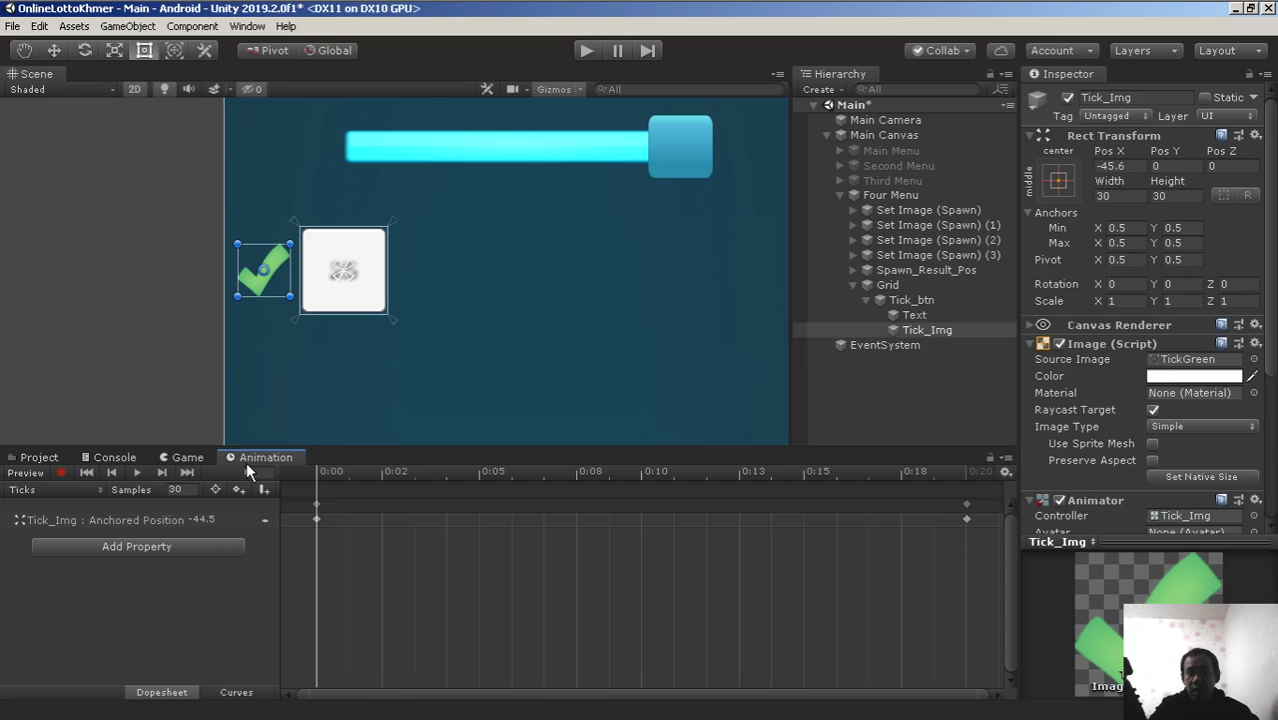 OnlineLottoKhmer - Main - Android - Unity 2019.2.0f1* <DX11 on DX10 GPU>
File Edit Assets GameObject Component Window Help
Pivot Global Collab Account Layers Layout
Scene
Shaded 2D 0 Gizmos All
Hierarchy
Create All
Main*
Main Camera
Main Canvas
Main Menu
Second Menu
Third Menu
Four Menu
Set Image (Spawn)
Set Image (Spawn) (1)
Set Image (Spawn) (2)
Set Image (Spawn) (3)
Spawn_Result_Pos
Grid
Tick_btn
Text
Tick_Img
EventSystem
Inspector
Tick_Img Static
Tag Untagged Layer UI
Rect Transform
center Pos X Pos Y Pos Z
middle -45.6 0 0
Width Height
30 30 R
Anchors
Min X 0.5 Y 0.5
Max X 0.5 Y 0.5
Pivot X 0.5 Y 0.5
Rotation X 0 Y 0 Z 0
Scale X 1 Y 1 Z 1
Canvas Renderer
Image (Script)
Source Image TickGreen
Color
Material None (Material)
Raycast Target
Image Type Simple
Use Sprite Mesh
Preserve Aspect
Set Native Size
Animator
Controller Tick_Img
Avatar None (Avatar)
Tick_Img
Project Console Game Animation
Preview 0:00 0:02 0:05 0:08 0:10 0:13 0:15 0:18 0:20
Ticks Samples 30
Tick_Img : Anchored Position -44.5
Add Property
Dopesheet Curves